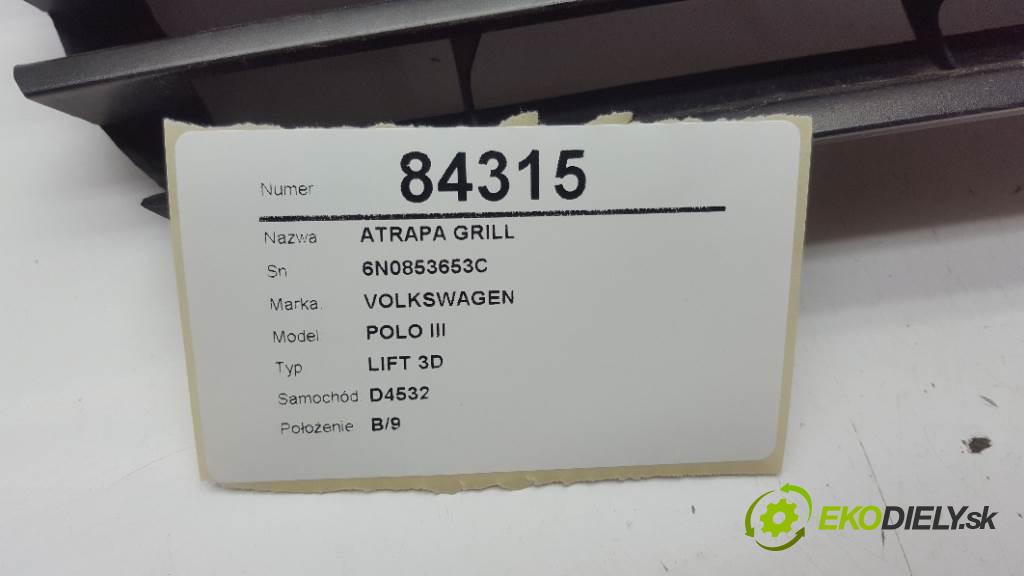 Numer 84315
Nazwa ATRAPA GRILL
Sn 6N0853653C
Marka. VOLKSWAGEN
Model POLO III
Typ LIFT 3D
Samochód D4532
Położenie B/9
EKODIELY.sk